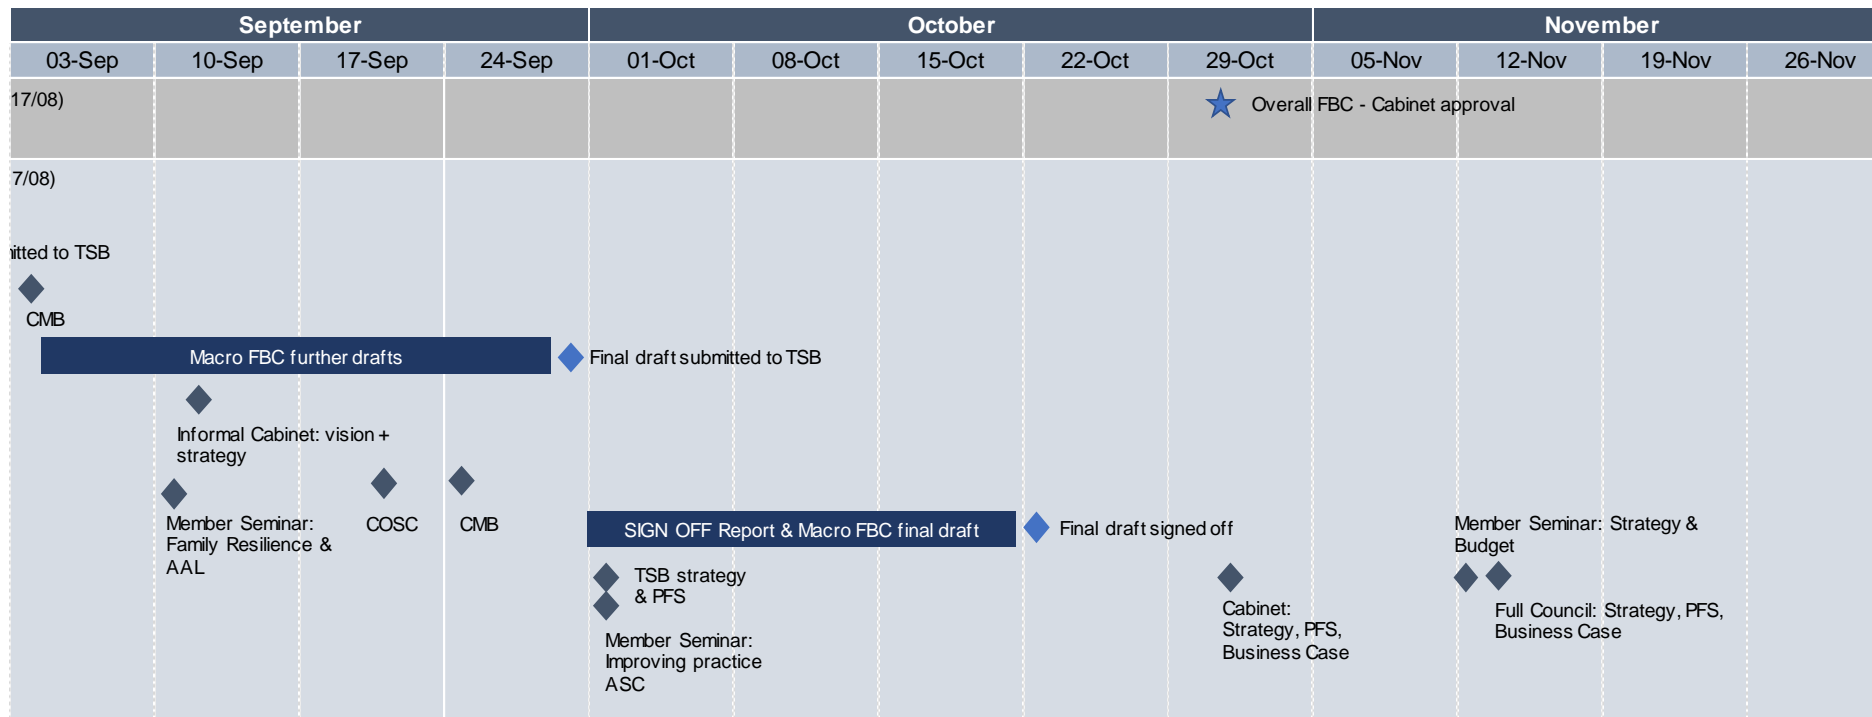 September October November
03-Sep 10-Sep 17-Sep 24-Sep 01-Oct 08-Oct 15-Oct 22-Oct 29-Oct 05-Nov 12-Nov 19-Nov 26-Nov
17/08)
Overall FBC - Cabinet approval
7/08)
itted to TSB
CMB
Macro FBC further drafts
Final draft submitted to TSB
Informal Cabinet: vision +
strategy
Member Seminar:
Family Resilience &
AAL
COSC
CMB
SIGN OFF Report & Macro FBC final draft
Final draft signed off
TSB strategy
& PFS
Member Seminar:
Improving practice
ASC
Cabinet:
Strategy, PFS,
Business Case
Member Seminar: Strategy &
Budget
Full Council: Strategy, PFS,
Business Case